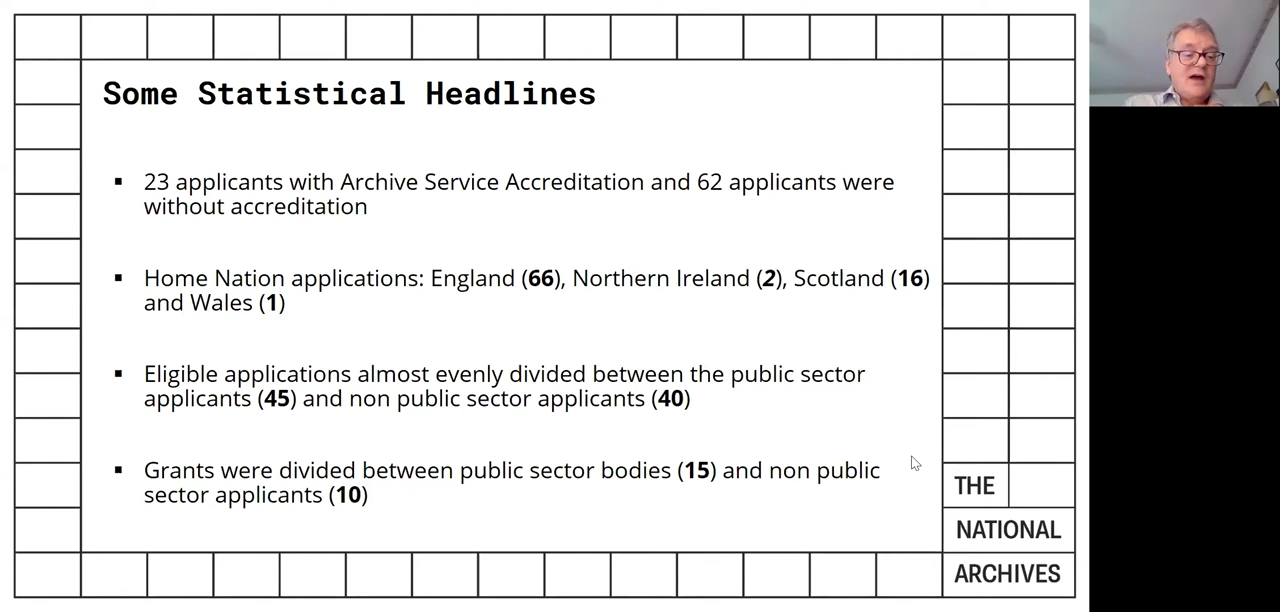 Some Statistical Headlines
▪ 23 applicants with Archive Service Accreditation and 62 applicants were
without accreditation
▪ Home Nation applications: England (66), Northern Ireland (2), Scotland (16)
and Wales (1)
▪ Eligible applications almost evenly divided between the public sector
applicants (45) and non public sector applicants (40)
▪ Grants were divided between public sector bodies (15) and non public
sector applicants (10)
THE
NATIONAL
ARCHIVES